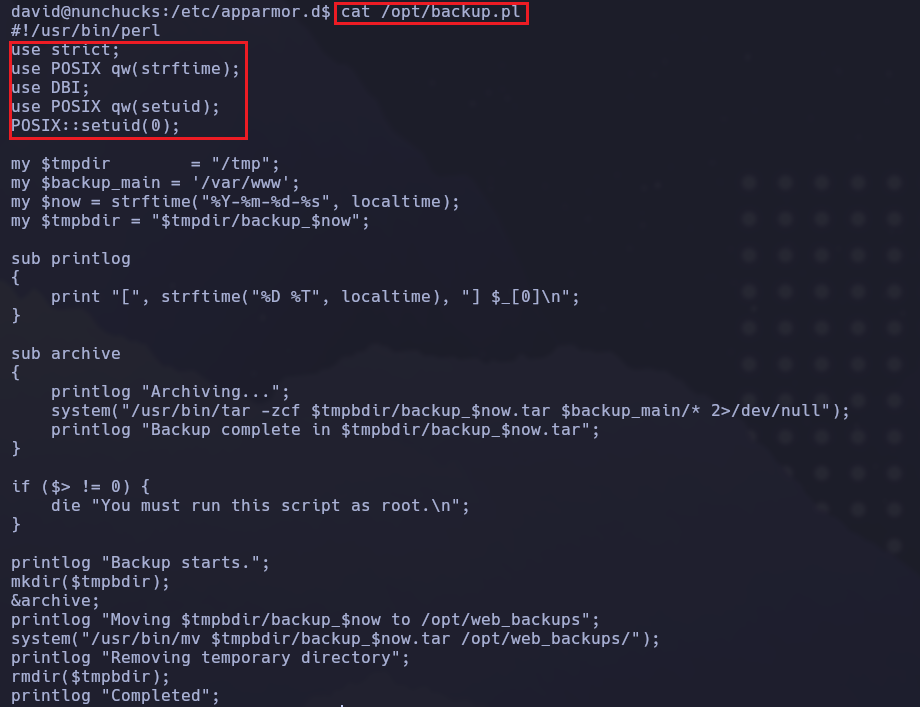 david@nunchucks:/etc/apparmor.d$ cat /opt/backup.pl
#!/usr/bin/perl
use strict;
use POSIX qw(strftime);
use DBI;
use POSIX qw(setuid);
POSIX::setuid(0);

my $tmpdir        = "/tmp";
my $backup_main = '/var/www';
my $now = strftime("%Y-%m-%d-%s", localtime);
my $tmpbdir = "$tmpdir/backup_$now";

sub printlog
{
    print "[", strftime("%D %T", localtime), "] $_[0]\n";
}

sub archive
{
    printlog "Archiving...";
    system("/usr/bin/tar -zcf $tmpbdir/backup_$now.tar $backup_main/* 2>/dev/null");
    printlog "Backup complete in $tmpbdir/backup_$now.tar";
}

if ($> != 0) {
    die "You must run this script as root.\n";
}

printlog "Backup starts.";
mkdir($tmpbdir);
&archive;
printlog "Moving $tmpbdir/backup_$now to /opt/web_backups";
system("/usr/bin/mv $tmpbdir/backup_$now.tar /opt/web_backups/");
printlog "Removing temporary directory";
rmdir($tmpbdir);
printlog "Completed";